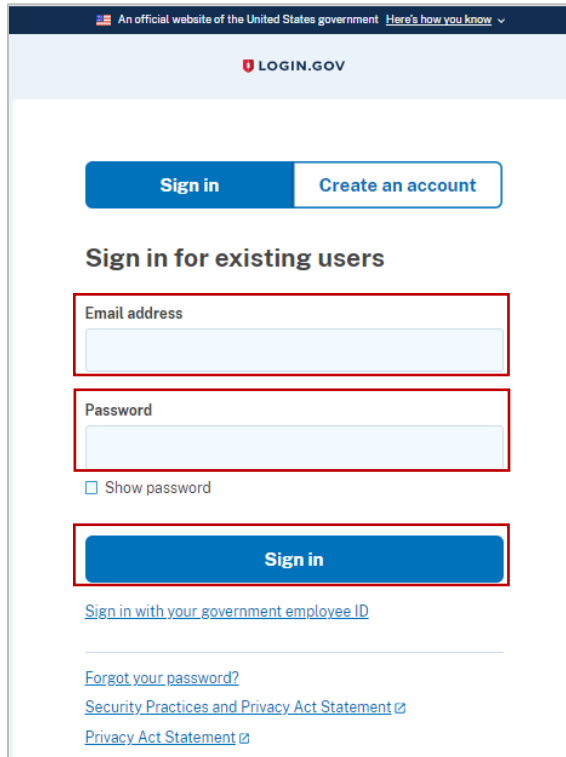 An official website of the United States government Here's how you know
LOGIN.GOV
Sign in Create an account
Sign in for existing users
Email address
Password
Show password
Sign in
Sign in with your government employee ID
Forgot your password?
Security Practices and Privacy Act Statement
Privacy Act Statement